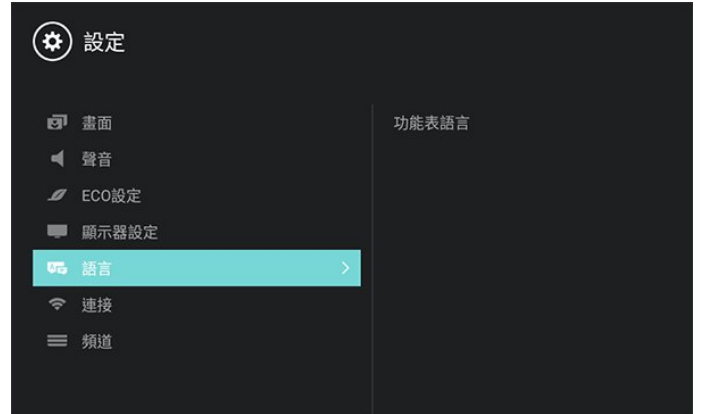 設定
畫面
聲音
ECO設定
顯示器設定
語言
連接
頻道
功能表語言